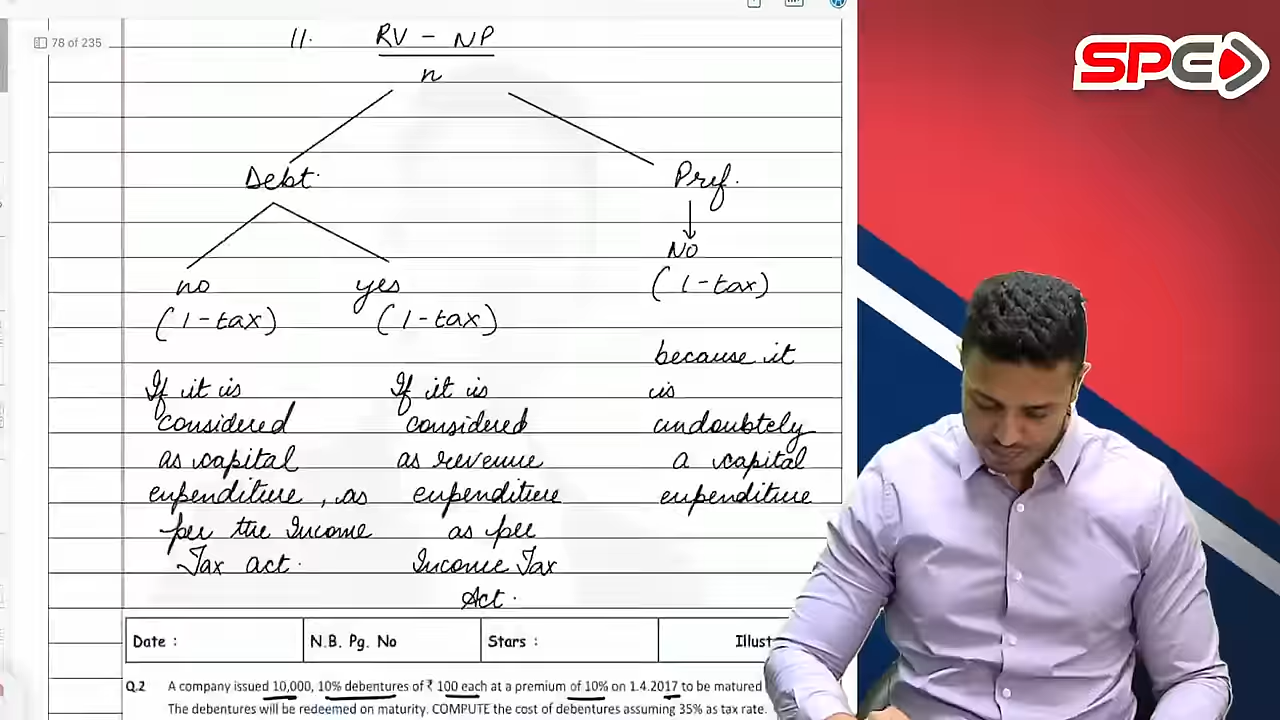 78 of 235
SPC
11. RV - NP
n
Debt.
Pref.
no
(1-tax)
yes
(1-tax)
No
(1-tax)
If it is
considered
as capital
expenditure, as
per the Income
Tax act.
If it is
considered
as revenue
expenditure
as per
Income Tax
Act.
because it
is
undoubtely
a capital
expenditure
Date :
N.B. Pg. No
Stars :
Illust
Q.2 A company issued 10,000, 10% debentures of ₹ 100 each at a premium of 10% on 1.4.2017 to be matured
The debentures will be redeemed on maturity. COMPUTE the cost of debentures assuming 35% as tax rate.